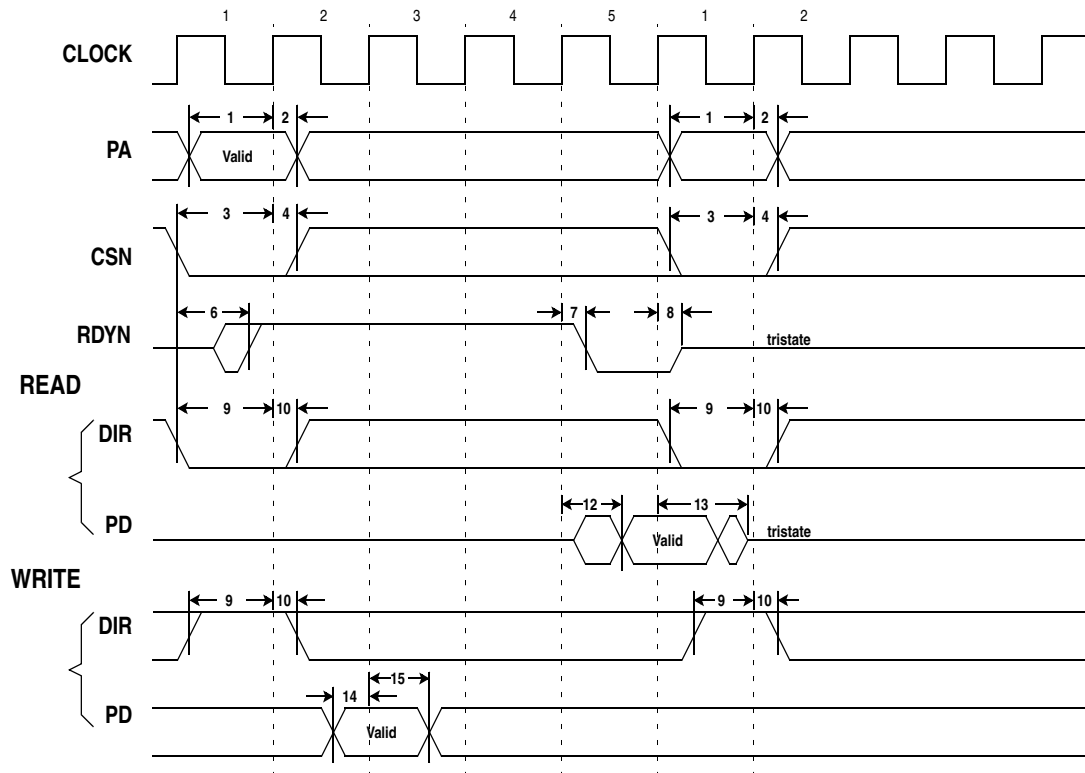 1 2 3 4 5 1 2
CLOCK
1 2 1 2
PA Valid
3 4 3 4
CSN
6 7 8
RDYN tristate
READ
9 10 9 10
DIR
12 13
PD Valid tristate
WRITE
9 10 9 10
DIR
15
14
PD Valid